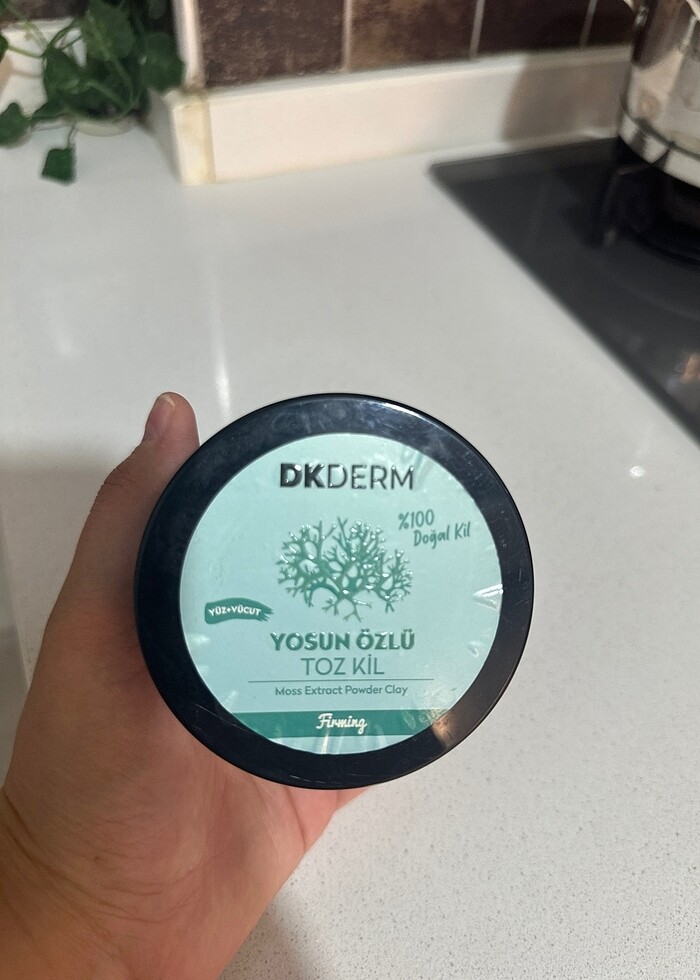 DKDERM
%100
Doğal Kil
YÜZ+VÜCUT
YOSUN ÖZLÜ
TOZ KİL
Moss Extract Powder Clay
Firming